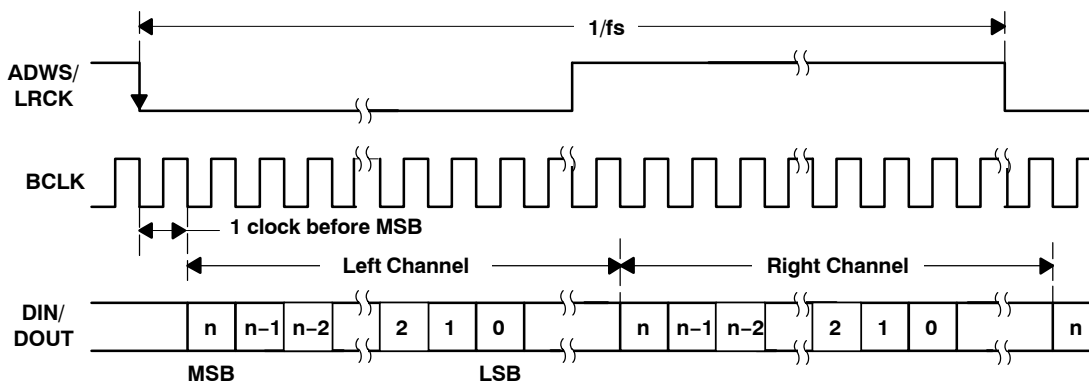 1/fs
ADWS/
LRCK
BCLK
1 clock before MSB
Left Channel
Right Channel
DIN/
DOUT
n n−1 n−2 2 1 0 n n−1 n−2 2 1 0 n
MSB LSB